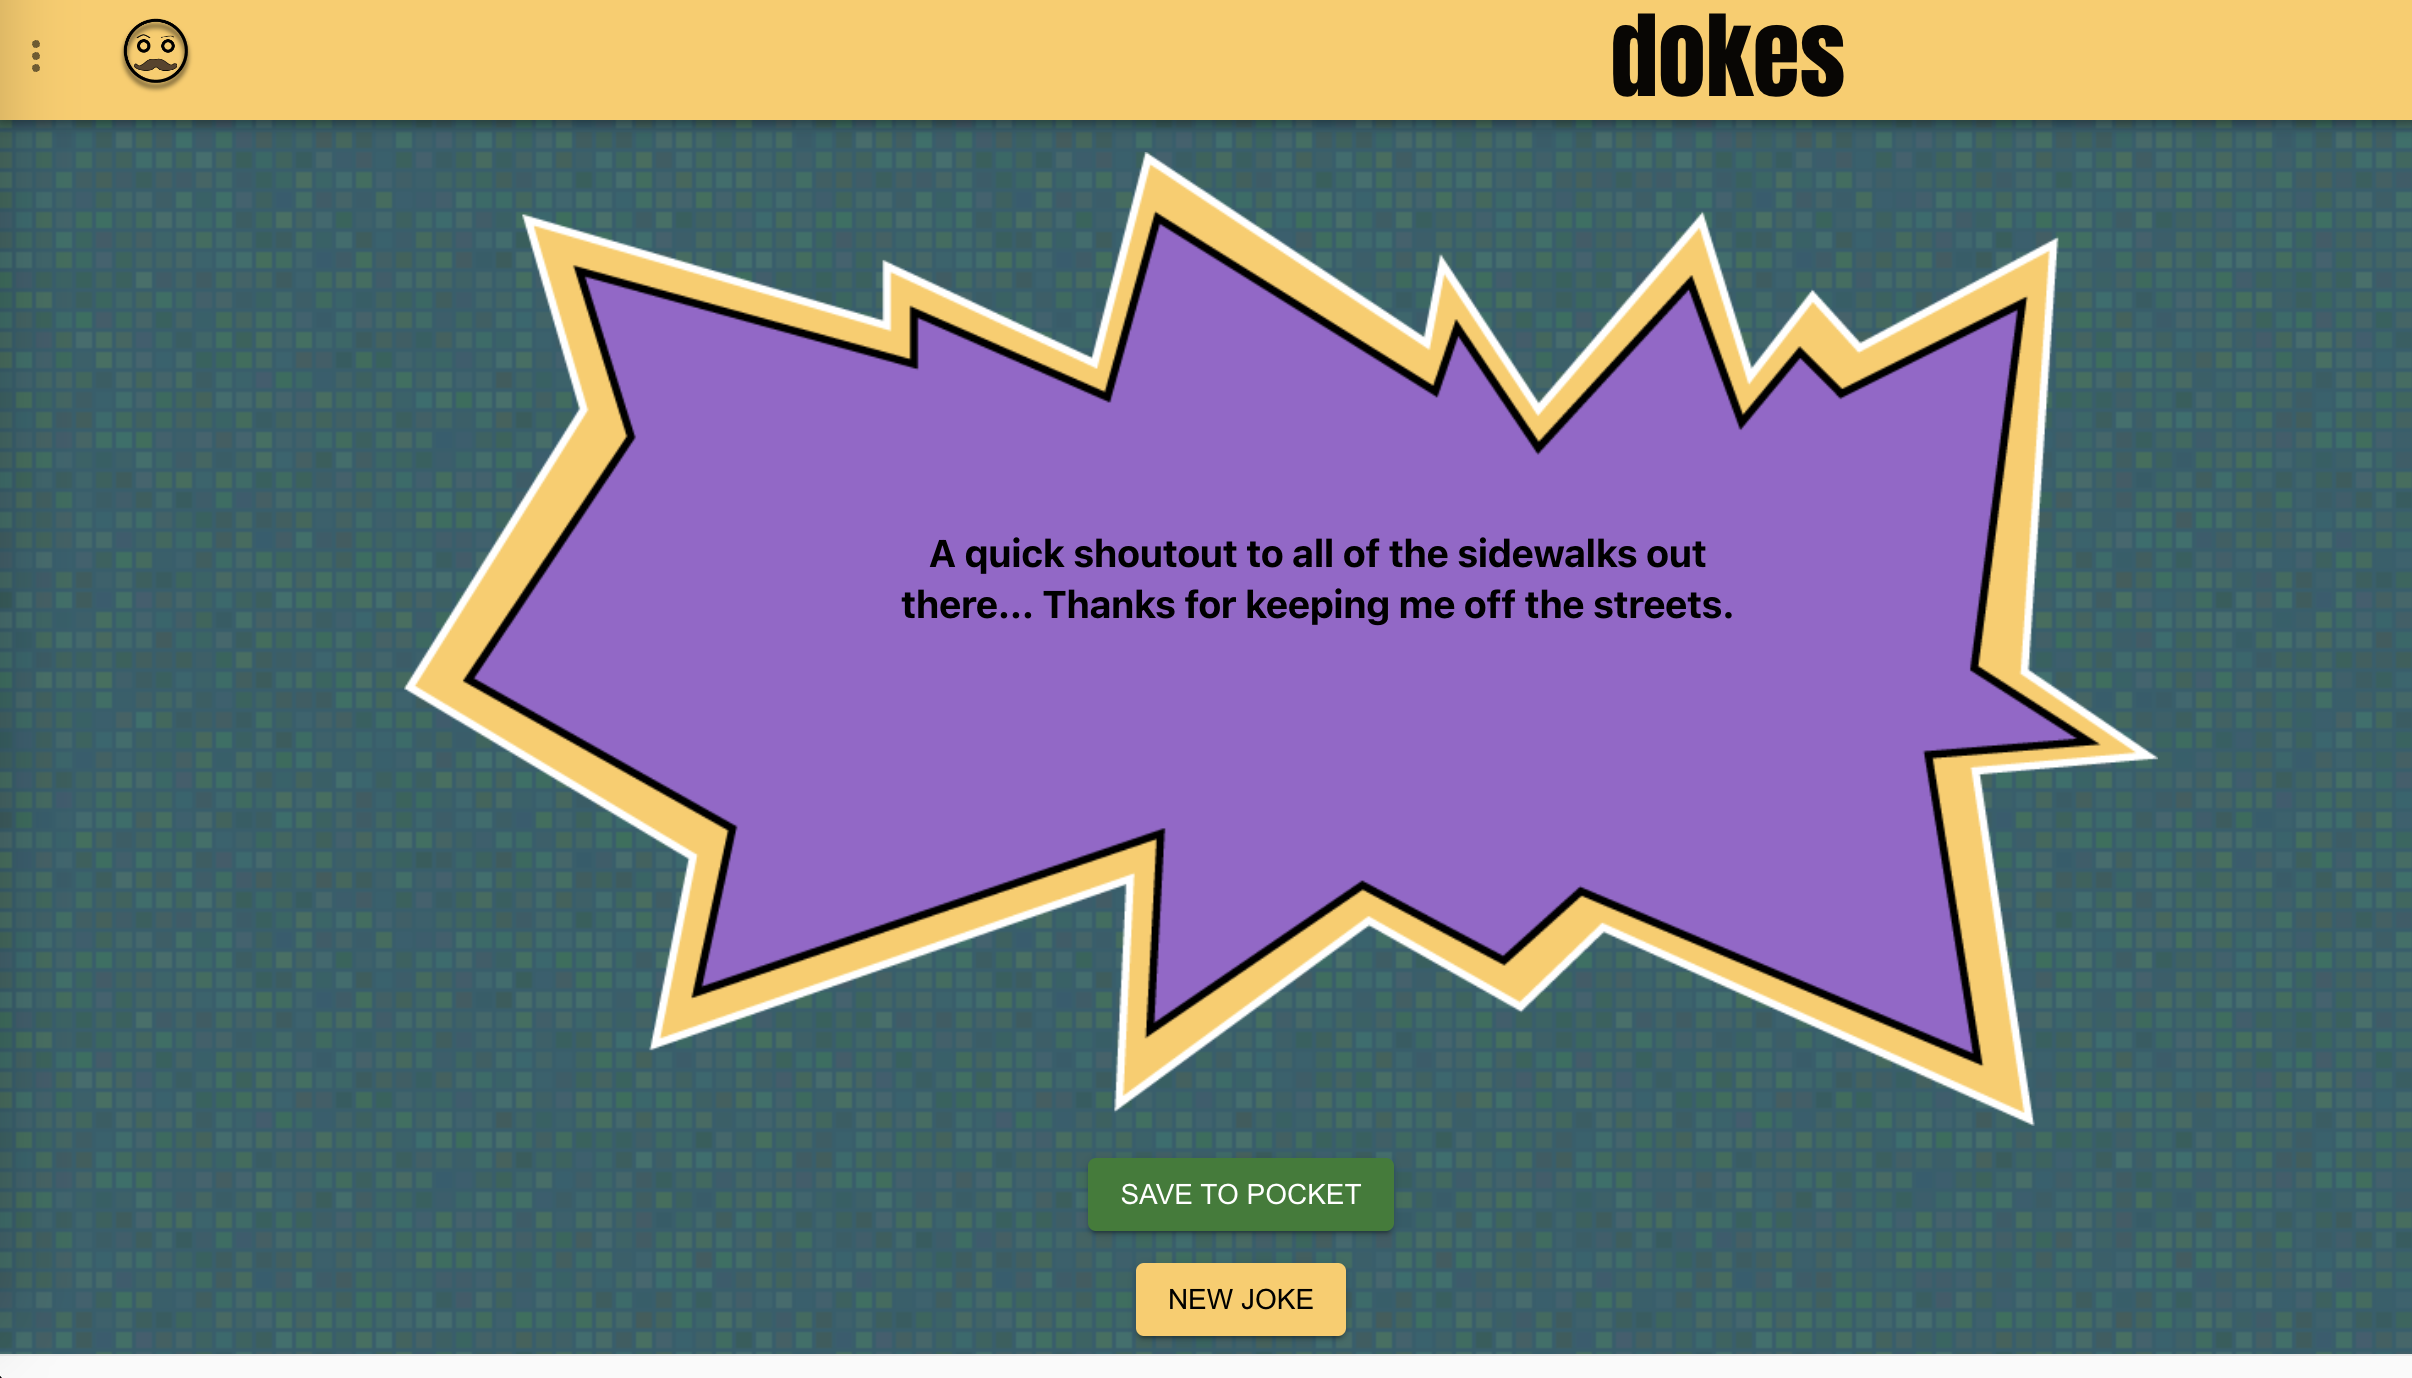 dokes
A quick shoutout to all of the sidewalks out
there... Thanks for keeping me off the streets.
SAVE TO POCKET
NEW JOKE